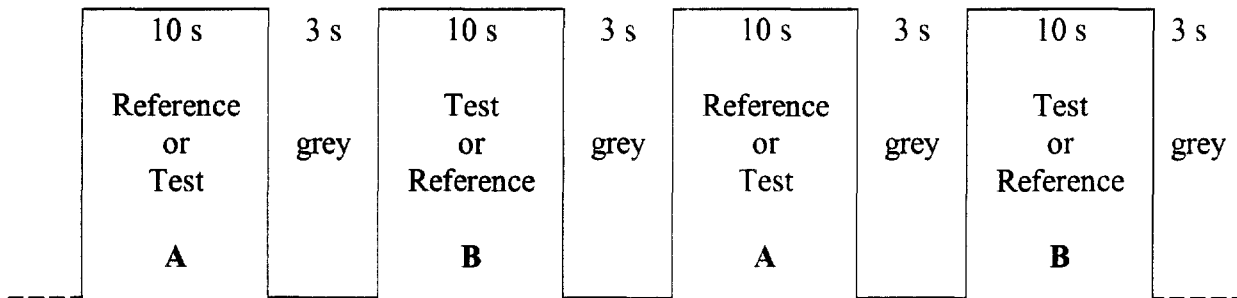 10 s 3 s 10 s 3 s 10 s 3 s 10 s 3 s
Reference Test Reference Test
or grey or grey or grey or grey
Test Reference Test Reference
A B A B